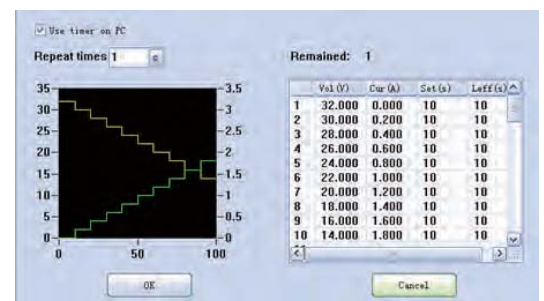 Use timer on PC
Repeat times 1 c
Remained: 1
35 3.5
30 3
25 2.5
20 2
15 1.5
10 1
5 0.5
0 0
0 50 100
OK
Vol(V) Cur(A) Set(s) Leff(s)
1 32.000 0.000 10 10
2 30.000 0.200 10 10
3 28.000 0.400 10 10
4 26.000 0.600 10 10
5 24.000 0.800 10 10
6 22.000 1.000 10 10
7 20.000 1.200 10 10
8 18.000 1.400 10 10
9 16.000 1.600 10 10
10 14.000 1.800 10 10
Cancel